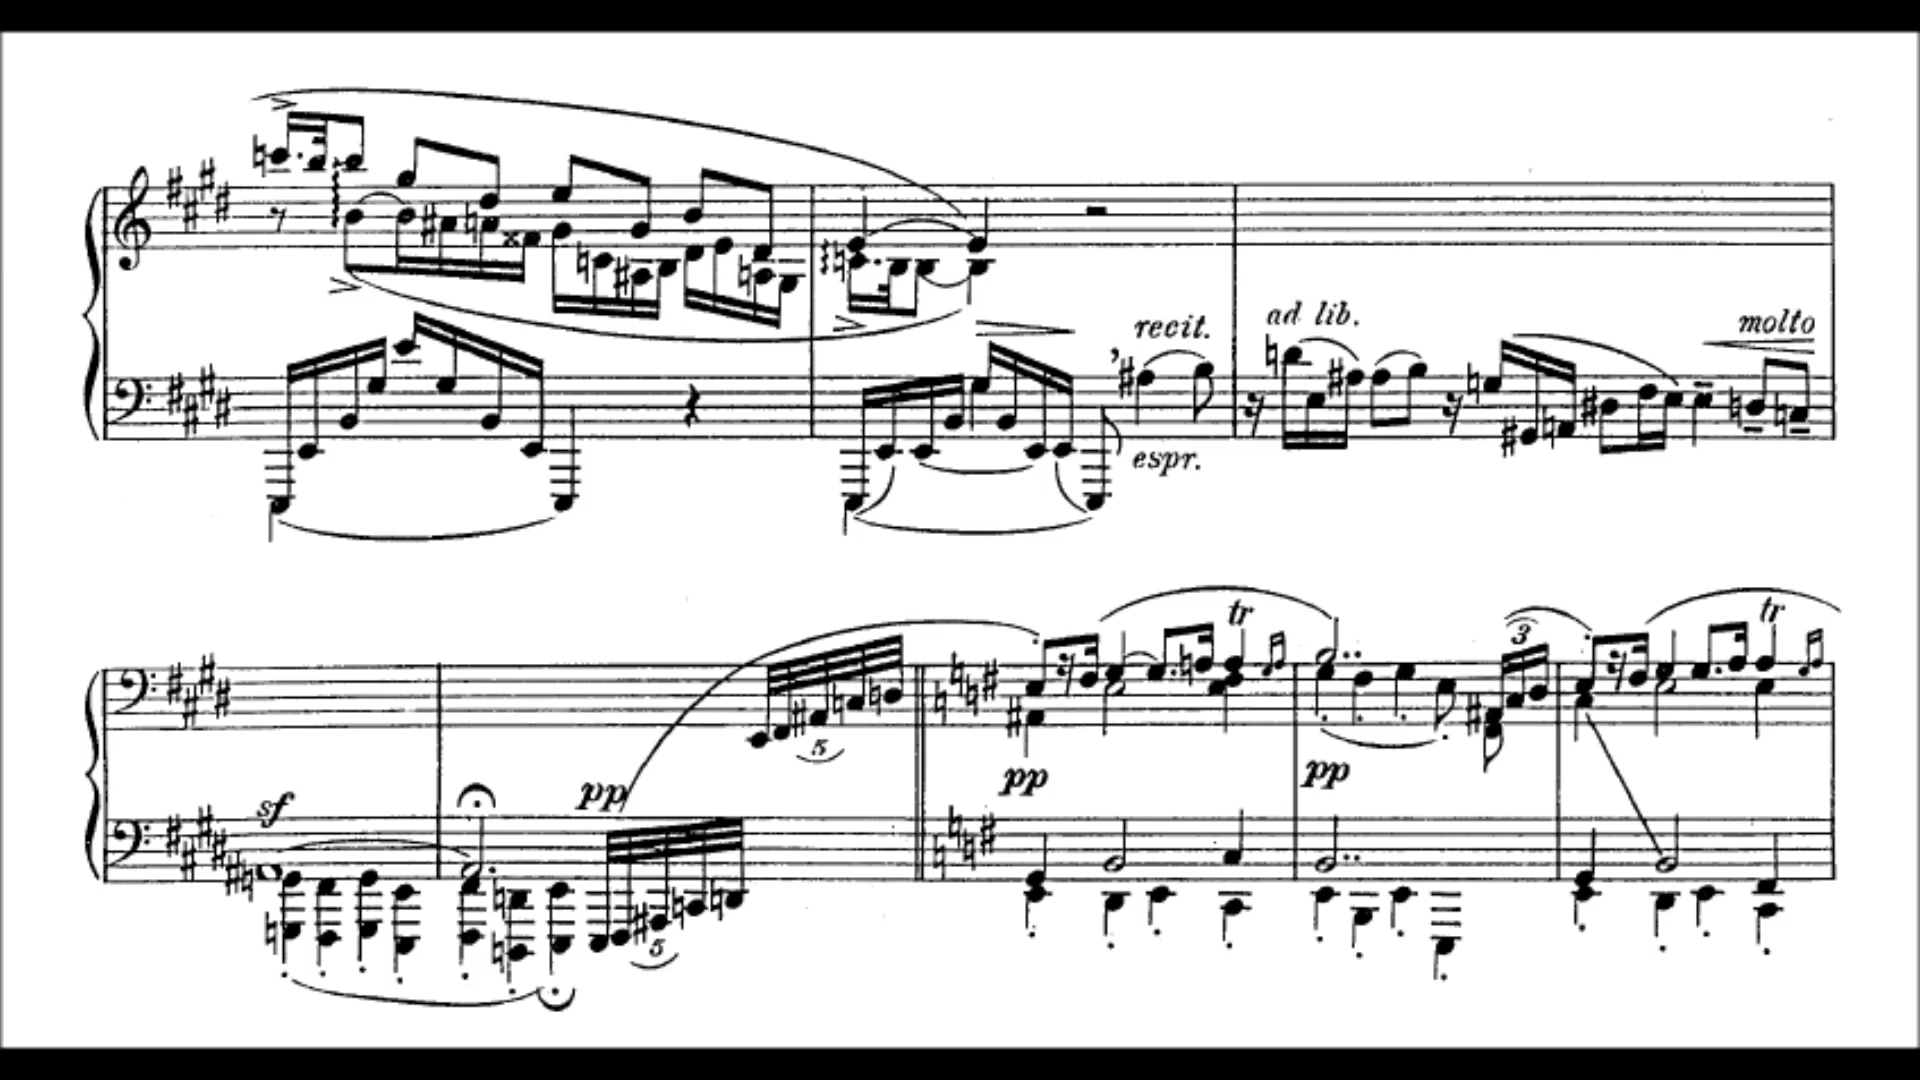 recit.
ad lib.
molto
espr.
sf
pp
5
5
tr
3
tr
pp
pp